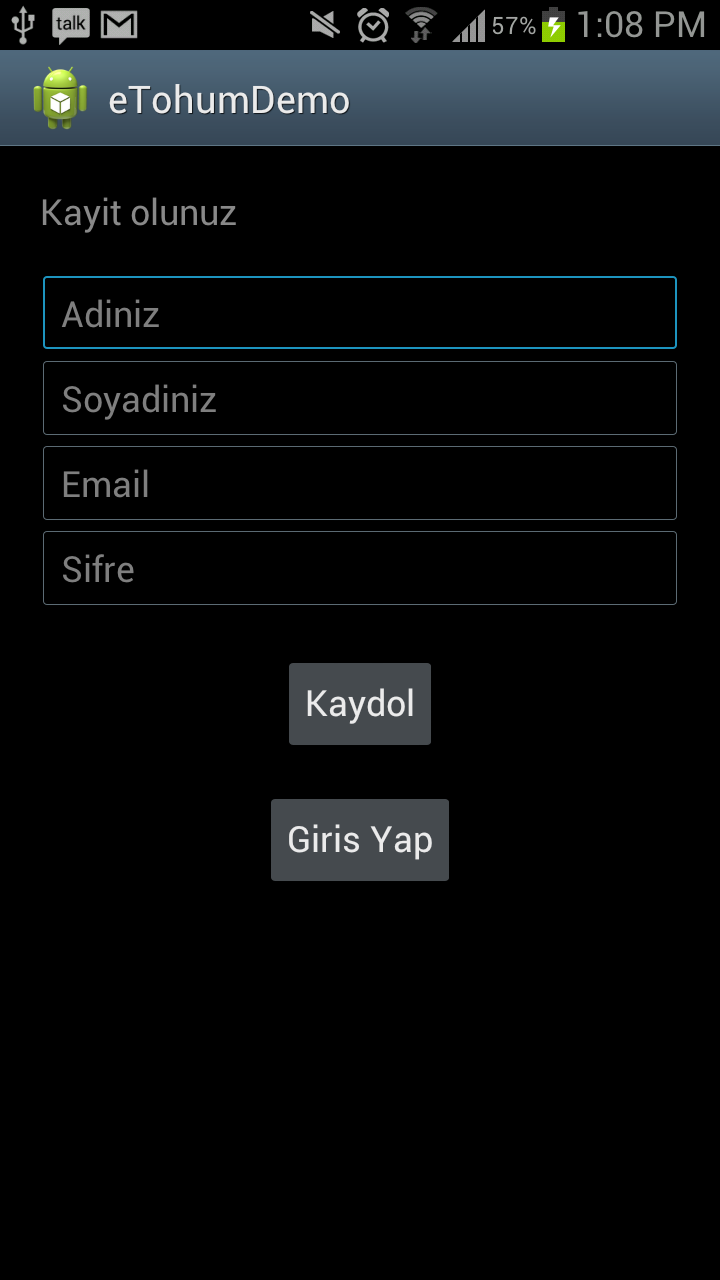 talk 57% 1:08 PM
eTohumDemo
Kayit olunuz
Adiniz
Soyadiniz
Email
Sifre
Kaydol
Giris Yap